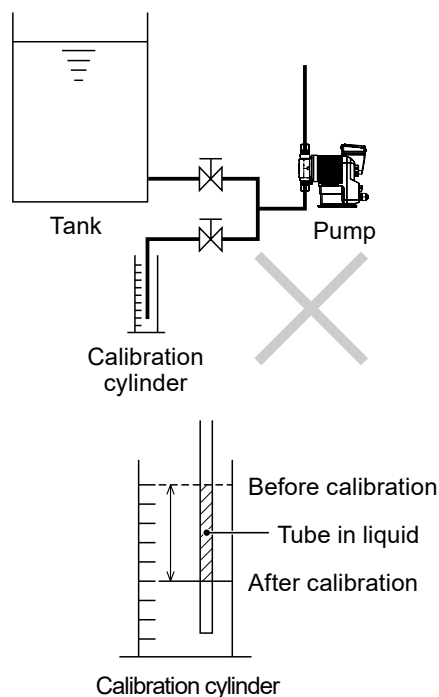 Tank
Pump
Calibration
cylinder
Before calibration
Tube in liquid
After calibration
Calibration cylinder